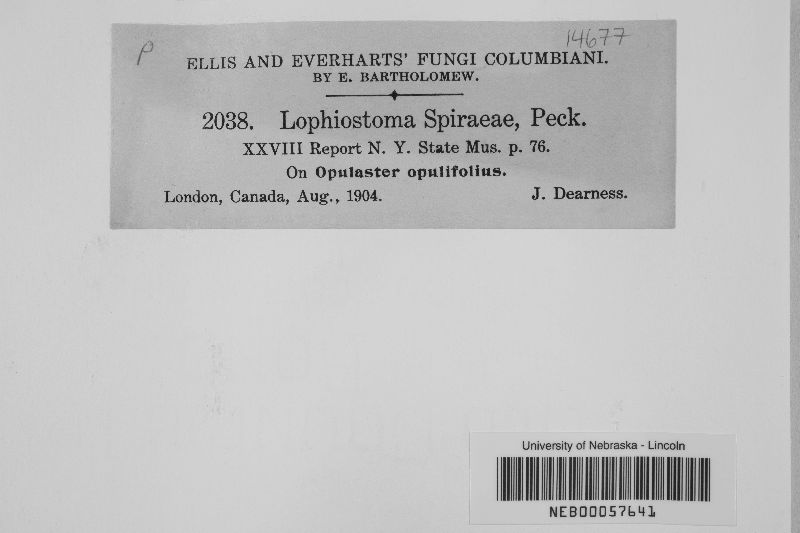 P
14677
ELLIS AND EVERHARTS' FUNGI COLUMBIANI.
BY E. BARTHOLOMEW.
2038. Lophiostoma Spiraeae, Peck.
XXVIII Report N. Y. State Mus. p. 76.
On Opulaster opulifolius.
London, Canada, Aug., 1904. J. Dearness.
University of Nebraska - Lincoln
NEB00057641